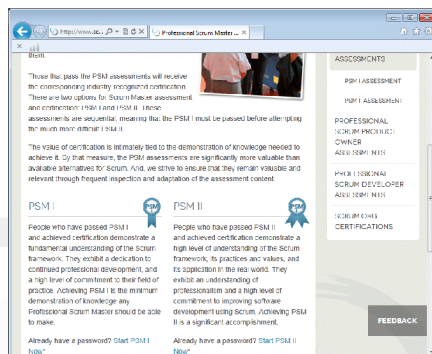 http://www.sc...
Professional Scrum Master ...
them.
Those that pass the PSM assessments will receive
the corresponding industry recognized certification.
There are two options for Scrum Master assessment
and certification: PSM I and PSM II. These
assessments are sequential, meaning that the PSM I must be passed before attempting
the much more difficult PSM II.
The value of certification is intimately tied to the demonstration of knowledge needed to
achieve it. By that measure, the PSM assessments are significantly more valuable than
available alternatives for Scrum. And, we strive to ensure that they remain valuable and
relevant through frequent inspection and adaptation of the assessment content.
PSM I
PSM
People who have passed PSM I
and achieved certification demonstrate a
fundamental understanding of the Scrum
framework. They exhibit a dedication to
continued professional development, and
a high level of commitment to their field of
practice. Achieving PSM I is the minimum
demonstration of knowledge any
Professional Scrum Master should be able
to make.
Already have a password? Start PSM I
Now"
PSM II
PSM
People who have passed PSM II
and achieved certification demonstrate a
high level of understanding of the Scrum
framework, its practices and values, and
its application in the real world. They
exhibit an understanding of
professionalism and a high level of
commitment to improving software
development using Scrum. Achieving PSM
II is a significant accomplishment.
Already have a password? Start PSM II
Now"
ASSESSMENTS
PSM I ASSESSMENT
PSM II ASSESSMENT
PROFESSIONAL
SCRUM PRODUCT
OWNER
ASSESSMENTS
PROFESSIONAL
SCRUM DEVELOPER
ASSESSMENTS
SCRUM.ORG
CERTIFICATIONS
FEEDBACK